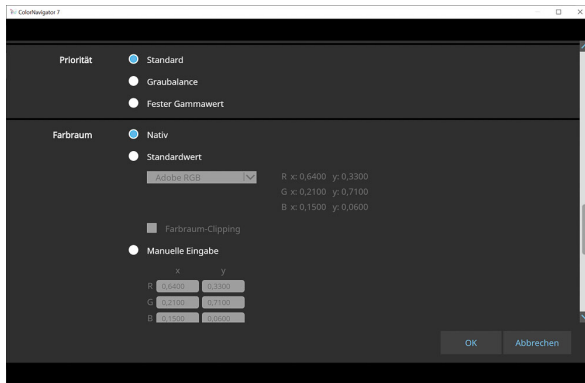 ColorNavigator 7
Priorität
Standard
Graubalance
Fester Gammawert
Farbraum
Nativ
Standardwert
Adobe RGB
R x: 0,6400 y: 0,3300
G x: 0,2100 y: 0,7100
B x: 0,1500 y: 0,0600
Farbraum-Clipping
Manuelle Eingabe
x y
R 0,6400 0,3300
G 0,2100 0,7100
B 0,1500 0,0600
OK Abbrechen